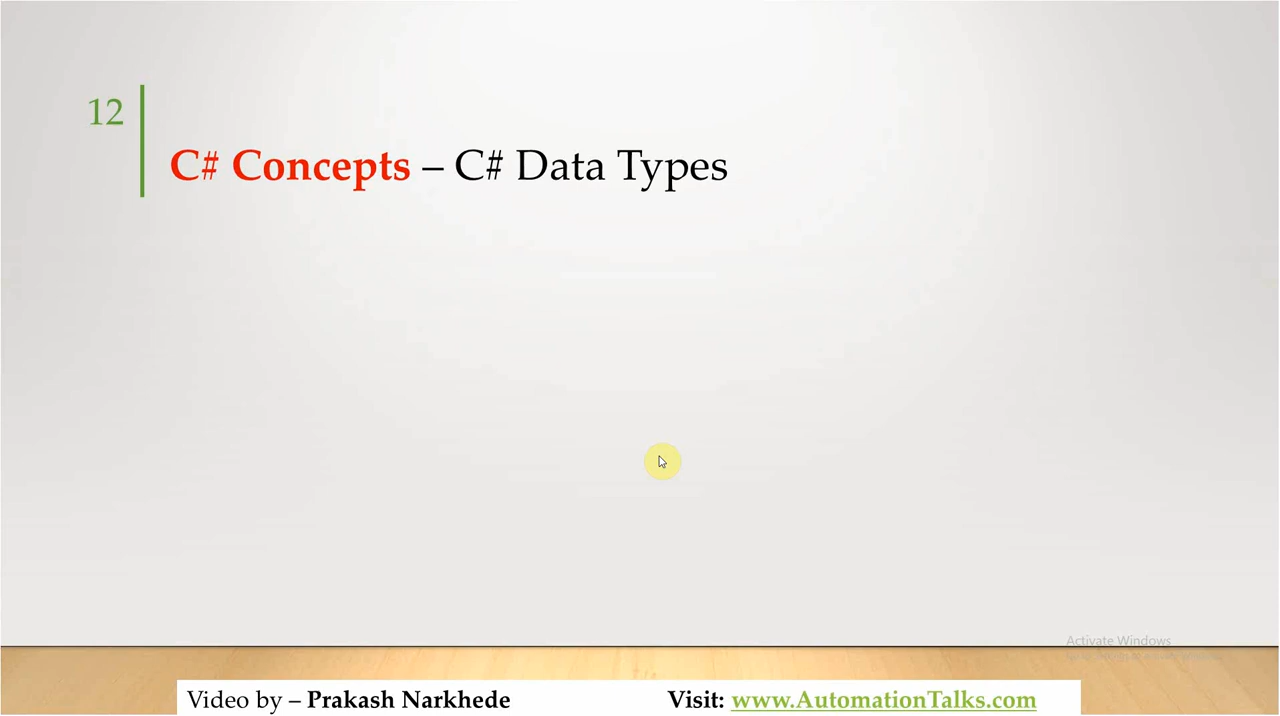 12
C# Concepts – C# Data Types
Activate Windows
Video by – Prakash Narkhede
Visit: www.AutomationTalks.com